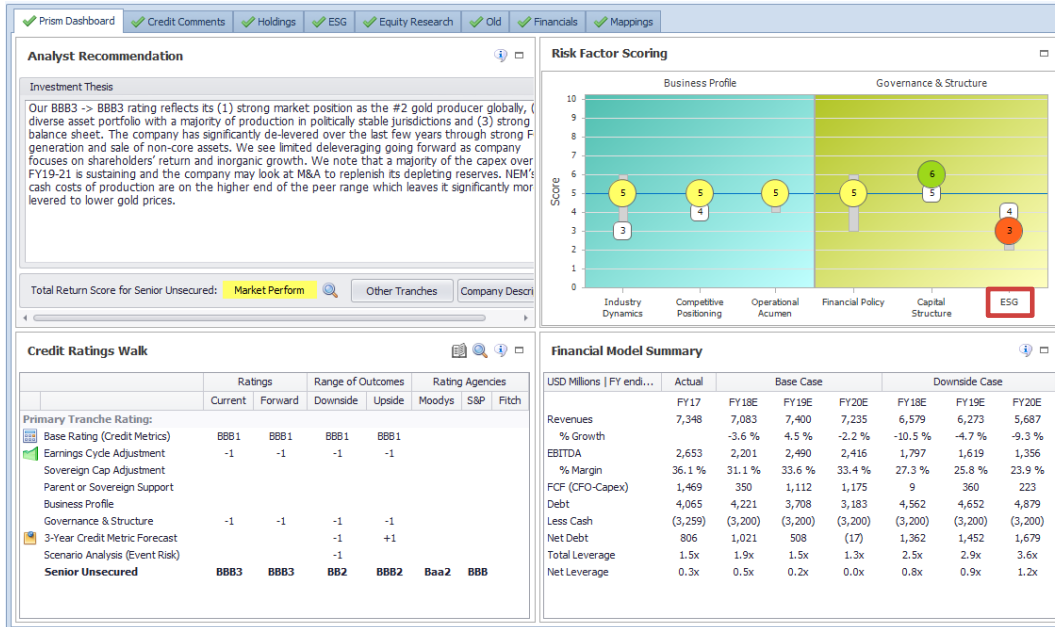 Prism Dashboard Credit Comments Holdings ESG Equity Research Old Financials Mappings
Analyst Recommendation
Investment Thesis
Our BBB3 -> BBB3 rating reflects its (1) strong market position as the #2 gold producer globally, (
diverse asset portfolio with a majority of production in politically stable jurisdictions and (3) strong
balance sheet. The company has significantly de-levered over the last few years through strong F
generation and sale of non-core assets. We see limited deleveraging going forward as company
focuses on shareholders' return and inorganic growth. We note that a majority of the capex over
FY19-21 is sustaining and the company may look at M&A to replenish its depleting reserves. NEM's
cash costs of production are on the higher end of the peer range which leaves it significantly mor
levered to lower gold prices.
Total Return Score for Senior Unsecured: Market Perform Other Tranches Company Descri
Risk Factor Scoring
Business Profile Governance & Structure
Score
10
9
8
7
6
5
4
3
2
1
0
5 3
5 4
5
5
6 5
4 3
Industry Dynamics
Competitive Positioning
Operational Acumen
Financial Policy
Capital Structure
ESG
Credit Ratings Walk
Ratings Range of Outcomes Rating Agencies
Current Forward Downside Upside Moodys S&P Fitch
Primary Tranche Rating:
Base Rating (Credit Metrics) BBB1 BBB1 BBB1 BBB1
Earnings Cycle Adjustment -1 -1 -1 -1
Sovereign Cap Adjustment
Parent or Sovereign Support
Business Profile
Governance & Structure -1 -1 -1 -1
3-Year Credit Metric Forecast -1 +1
Scenario Analysis (Event Risk) -1
Senior Unsecured BBB3 BBB3 BB2 BBB2 Baa2 BBB
Financial Model Summary
USD Millions | FY endi... Actual Base Case Downside Case
FY17 FY18E FY19E FY20E FY18E FY19E FY20E
Revenues 7,348 7,083 7,400 7,235 6,579 6,273 5,687
% Growth -3.6 % 4.5 % -2.2 % -10.5 % -4.7 % -9.3 %
EBITDA 2,653 2,201 2,490 2,416 1,797 1,619 1,356
% Margin 36.1 % 31.1 % 33.6 % 33.4 % 27.3 % 25.8 % 23.9 %
FCF (CFO-Capex) 1,469 350 1,112 1,175 9 360 223
Debt 4,065 4,221 3,708 3,183 4,562 4,652 4,879
Less Cash (3,259) (3,200) (3,200) (3,200) (3,200) (3,200) (3,200)
Net Debt 806 1,021 508 (17) 1,362 1,452 1,679
Total Leverage 1.5x 1.9x 1.5x 1.3x 2.5x 2.9x 3.6x
Net Leverage 0.3x 0.5x 0.2x 0.0x 0.8x 0.9x 1.2x